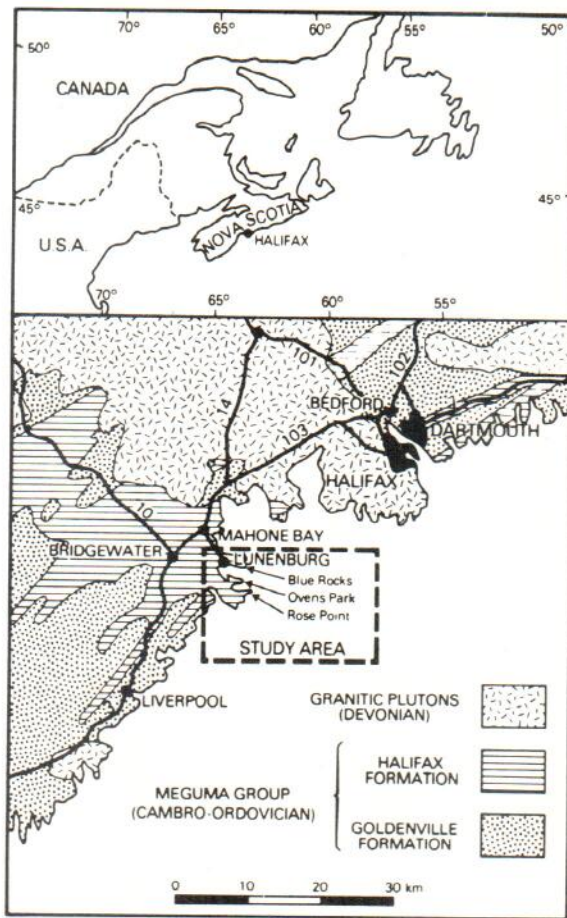 70° 65° 60° 55° 50°
50°
CANADA
45° 45°
U.S.A.
NOVA SCOTIA
HALIFAX
70° 65° 60° 55°
101
102
14
BEDFORD
103
DARTMOUTH
HALIFAX
10
MAHONE BAY
BRIDGEWATER
LUNENBURG
Blue Rocks
Ovens Park
Rose Point
STUDY AREA
LIVERPOOL
GRANITIC PLUTONS
(DEVONIAN)
HALIFAX
FORMATION
MEGUMA GROUP
(CAMBRO-ORDOVICIAN)
GOLDENVILLE
FORMATION
0 10 20 30 km